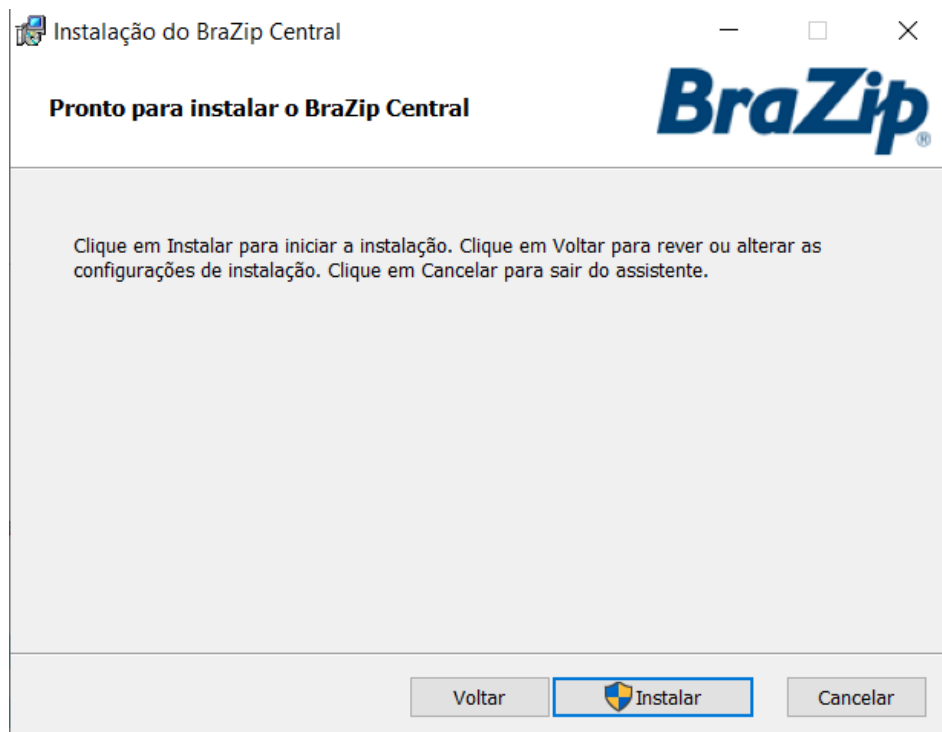 Instalação do BraZip Central
Pronto para instalar o BraZip Central
BraZip®
Clique em Instalar para iniciar a instalação. Clique em Voltar para rever ou alterar as
configurações de instalação. Clique em Cancelar para sair do assistente.
Voltar
Instalar
Cancelar